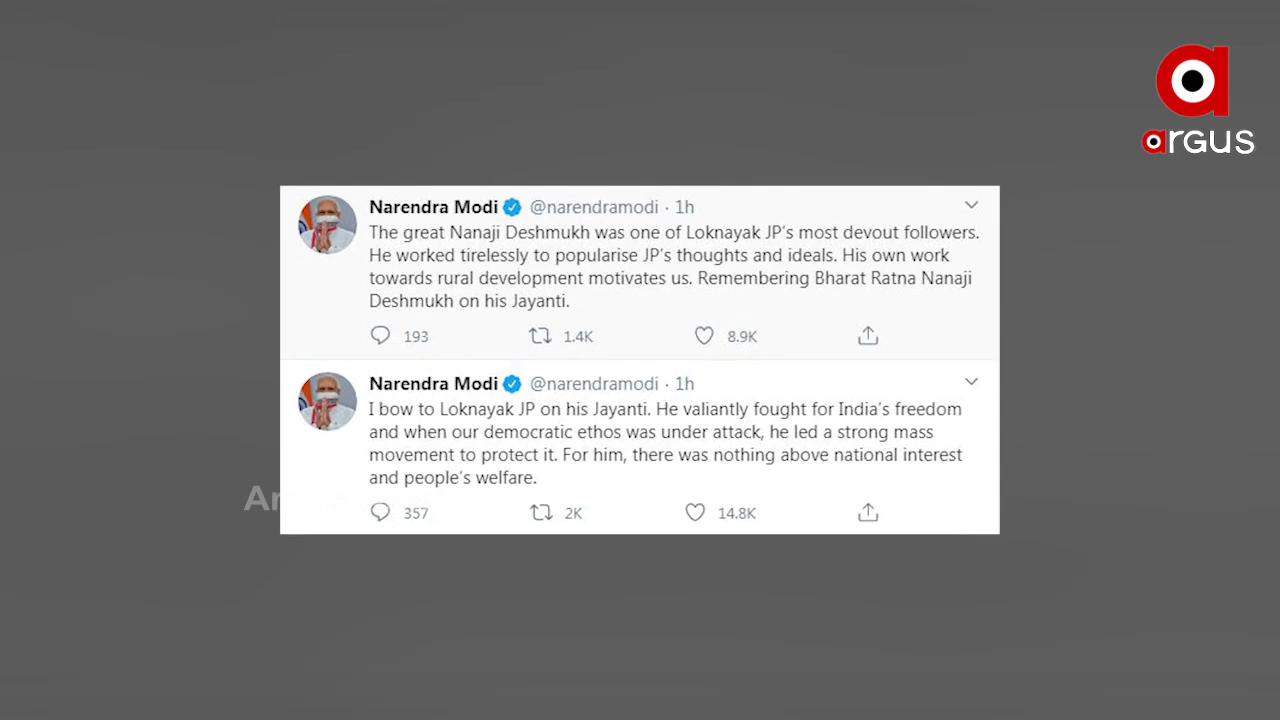 argus
Narendra Modi @narendramodi · 1h
The great Nanaji Deshmukh was one of Loknayak JP's most devout followers.
He worked tirelessly to popularise JP's thoughts and ideals. His own work
towards rural development motivates us. Remembering Bharat Ratna Nanaji
Deshmukh on his Jayanti.
193 1.4K 8.9K
Narendra Modi @narendramodi · 1h
I bow to Loknayak JP on his Jayanti. He valiantly fought for India's freedom
and when our democratic ethos was under attack, he led a strong mass
movement to protect it. For him, there was nothing above national interest
and people's welfare.
357 2K 14.8K